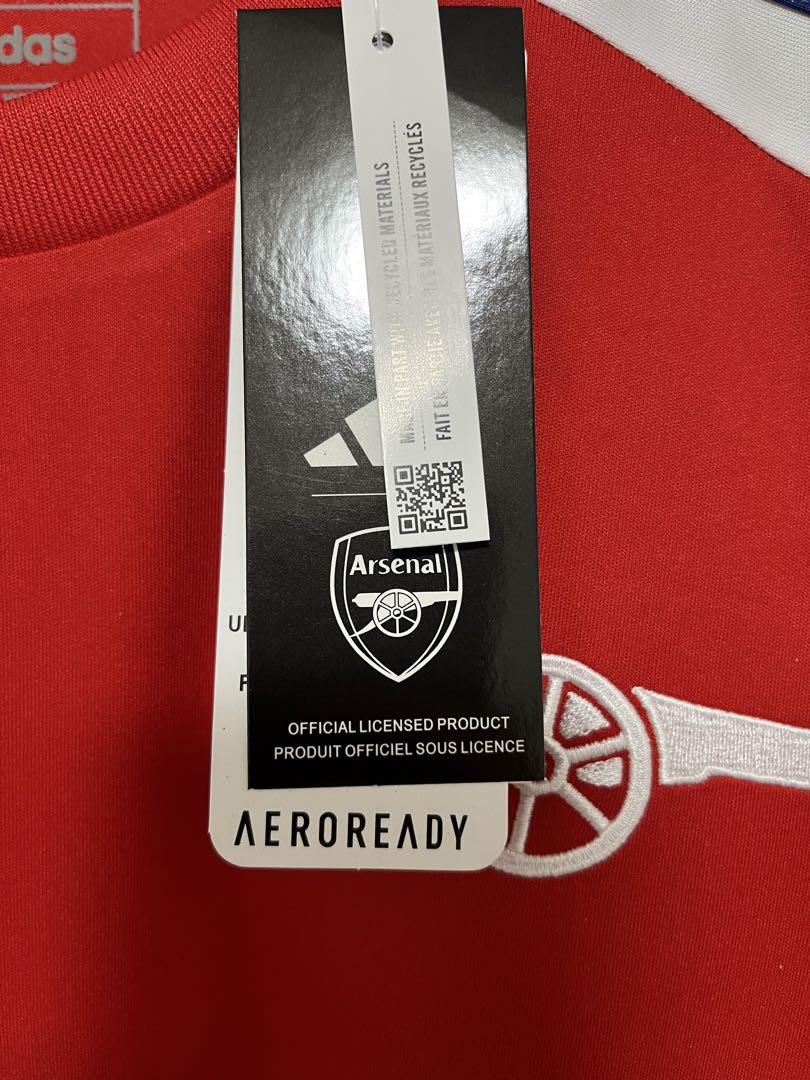 das
MADE IN PART WITH RECYCLED MATERIALS
FAIT EN PARTIE AVEC DES MATÉRIAUX RECYCLÉS
Arsenal
OFFICIAL LICENSED PRODUCT
PRODUIT OFFICIEL SOUS LICENCE
AEROREADY